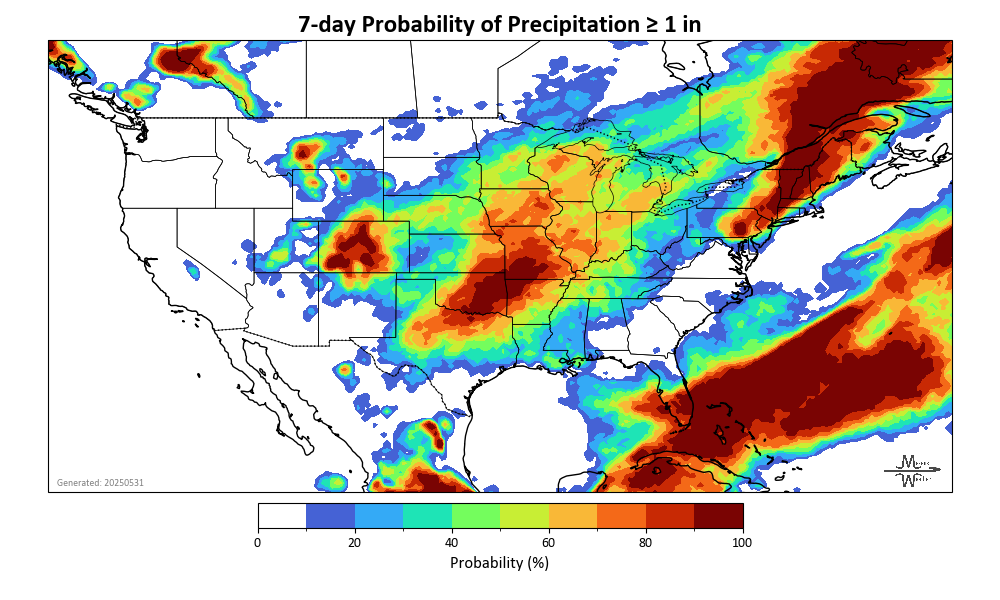 7-day Probability of Precipitation ≥ 1 in
Generated: 20250531
0 20 40 60 80 100
Probability (%)